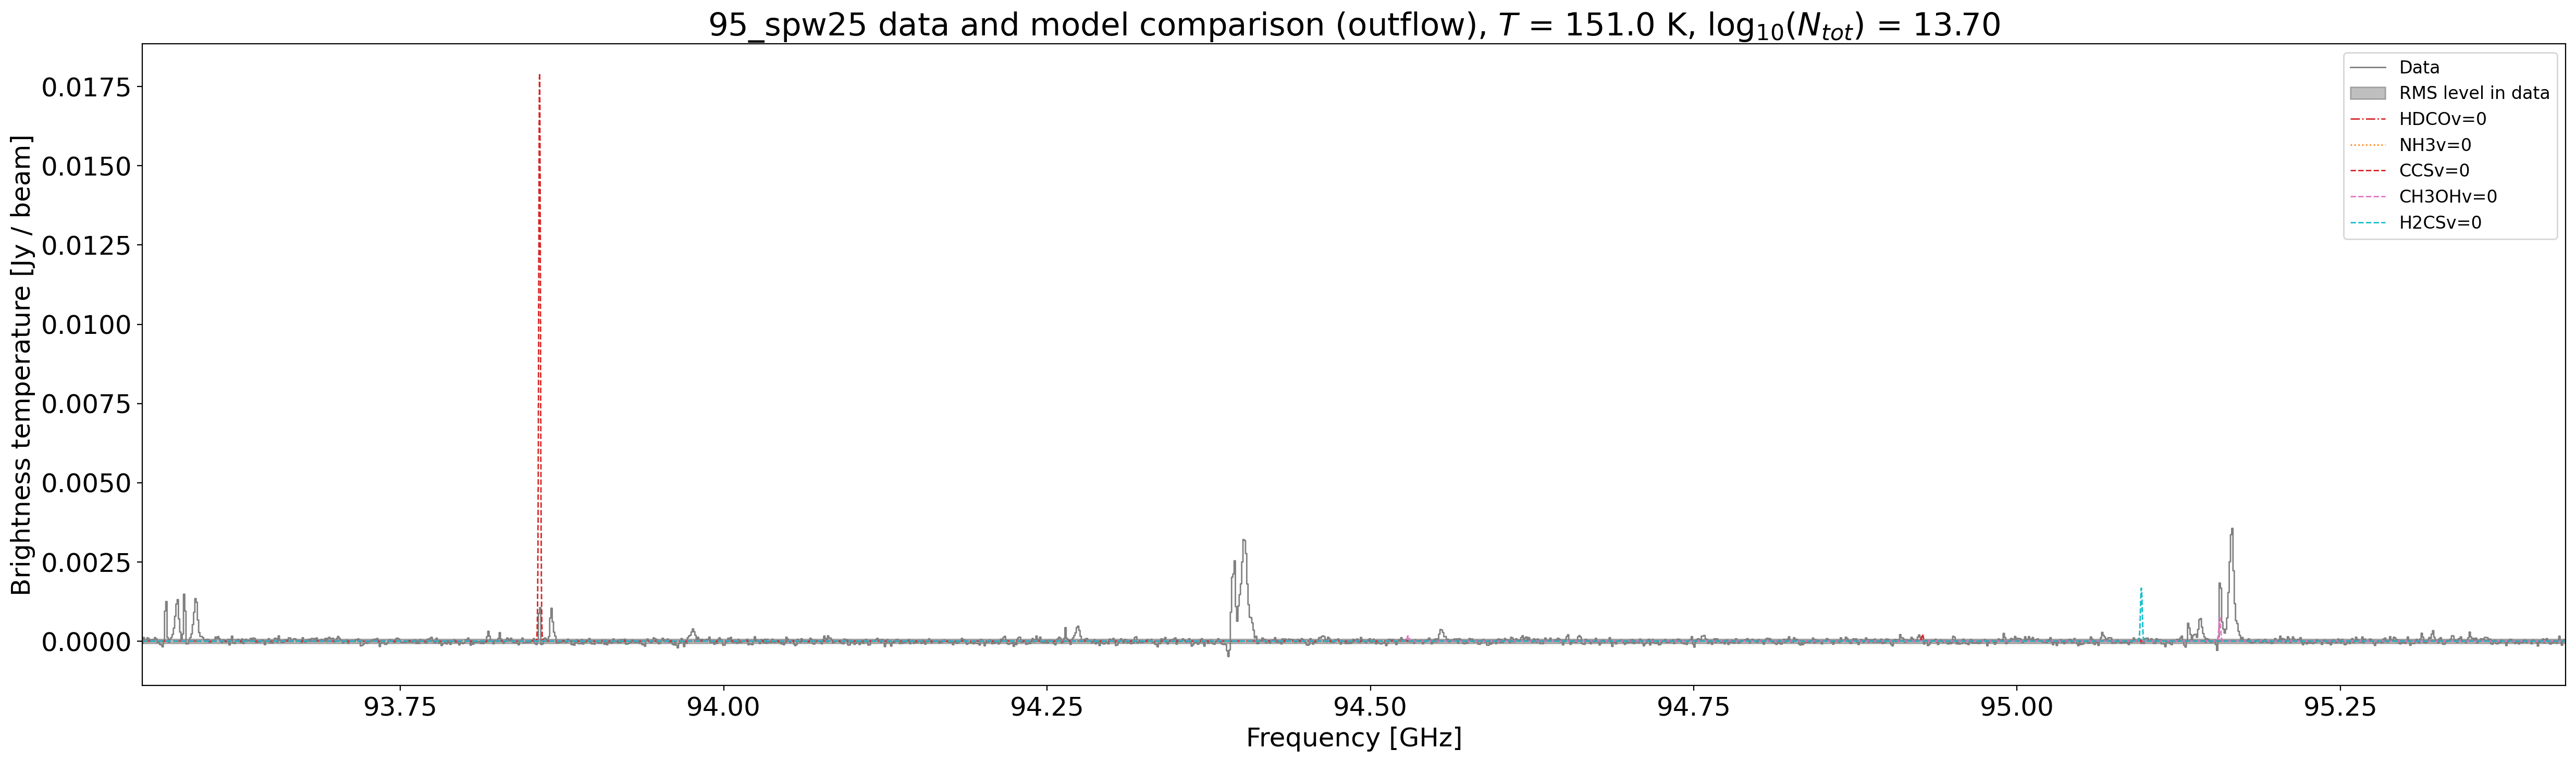 95_spw25 data and model comparison (outflow), T = 151.0 K, log10(Ntot) = 13.70
Brightness temperature [Jy / beam]
0.0175
0.0150
0.0125
0.0100
0.0075
0.0050
0.0025
0.0000
Data
RMS level in data
HDCOv=0
NH3v=0
CCSv=0
CH3OHv=0
H2CSv=0
93.75
94.00
94.25
94.50
94.75
95.00
95.25
Frequency [GHz]